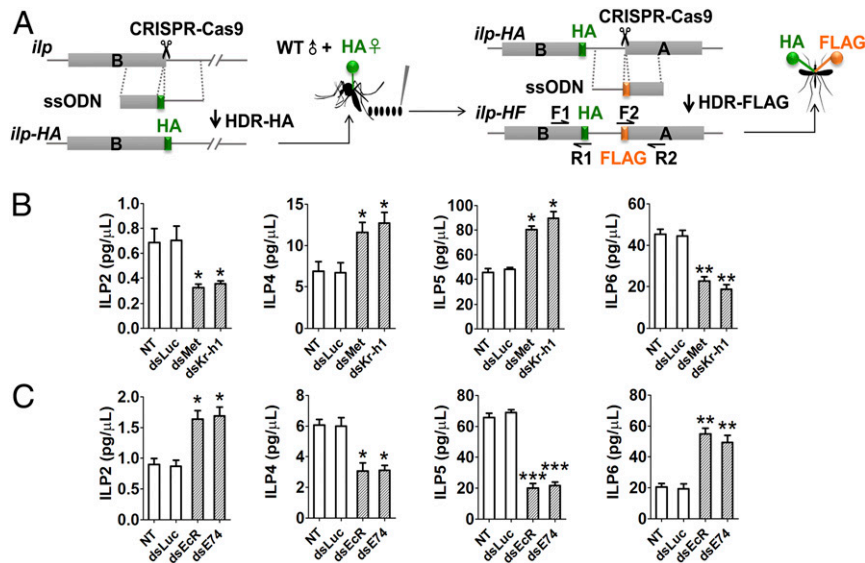 A
CRISPR-Cas9
ilp
B
ssODN
HA
HDR-HA
ilp-HA
B
WT ♂ + HA ♀
CRISPR-Cas9
ilp-HA
HA
B
A
ssODN
HDR-FLAG
ilp-HF
F1
HA
F2
B
A
R1
FLAG
R2
HA
FLAG
B
ILP2 (pg/μL)
1.0
0.8
0.6
0.4
0.2
0.0
* *
NT
dsLuc
dsMet
dsKr-h1
ILP4 (pg/μL)
15
10
5
0
* *
NT
dsLuc
dsMet
dsKr-h1
ILP5 (pg/μL)
100
80
60
40
20
0
* *
NT
dsLuc
dsMet
dsKr-h1
ILP6 (pg/μL)
60
40
20
0
** **
NT
dsLuc
dsMet
dsKr-h1
C
ILP2 (pg/μL)
2.0
1.5
1.0
0.5
0.0
* *
NT
dsLuc
dsEcR
dsE74
ILP4 (pg/μL)
8
6
4
2
0
* *
NT
dsLuc
dsEcR
dsE74
ILP5 (pg/μL)
80
60
40
20
0
*** ***
NT
dsLuc
dsEcR
dsE74
ILP6 (pg/μL)
80
60
40
20
0
** **
NT
dsLuc
dsEcR
dsE74